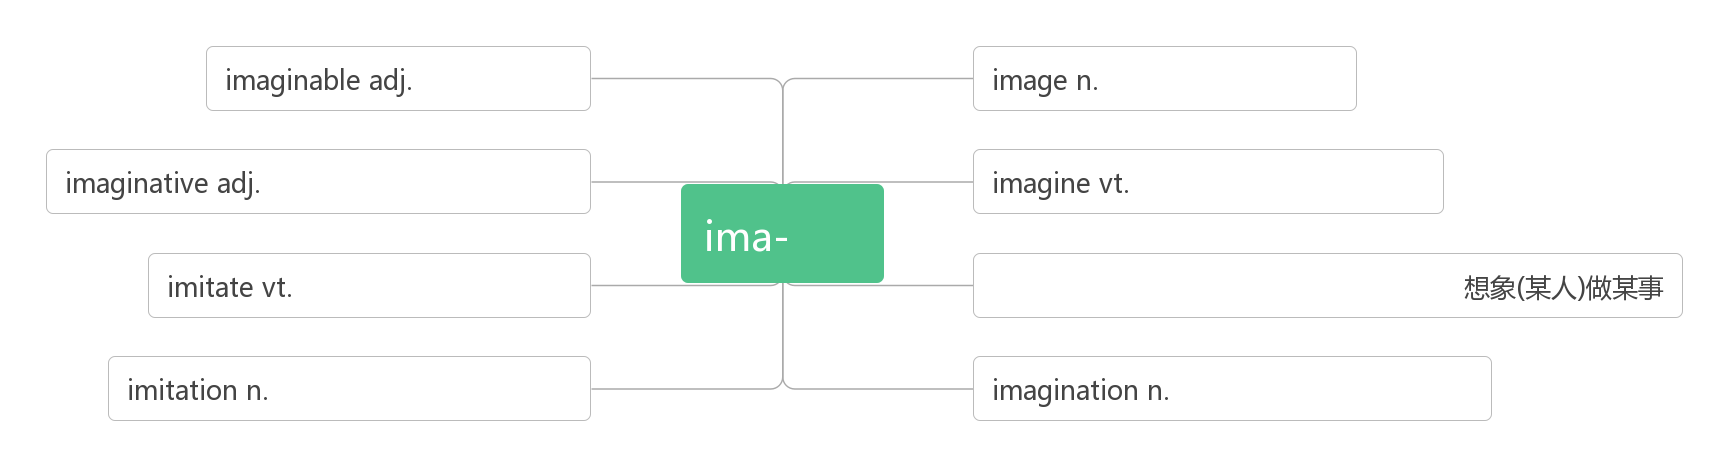 ima-
image n.
imagine vt.
想象(某人)做某事
imagination n.
imaginable adj.
imaginative adj.
imitate vt.
imitation n.